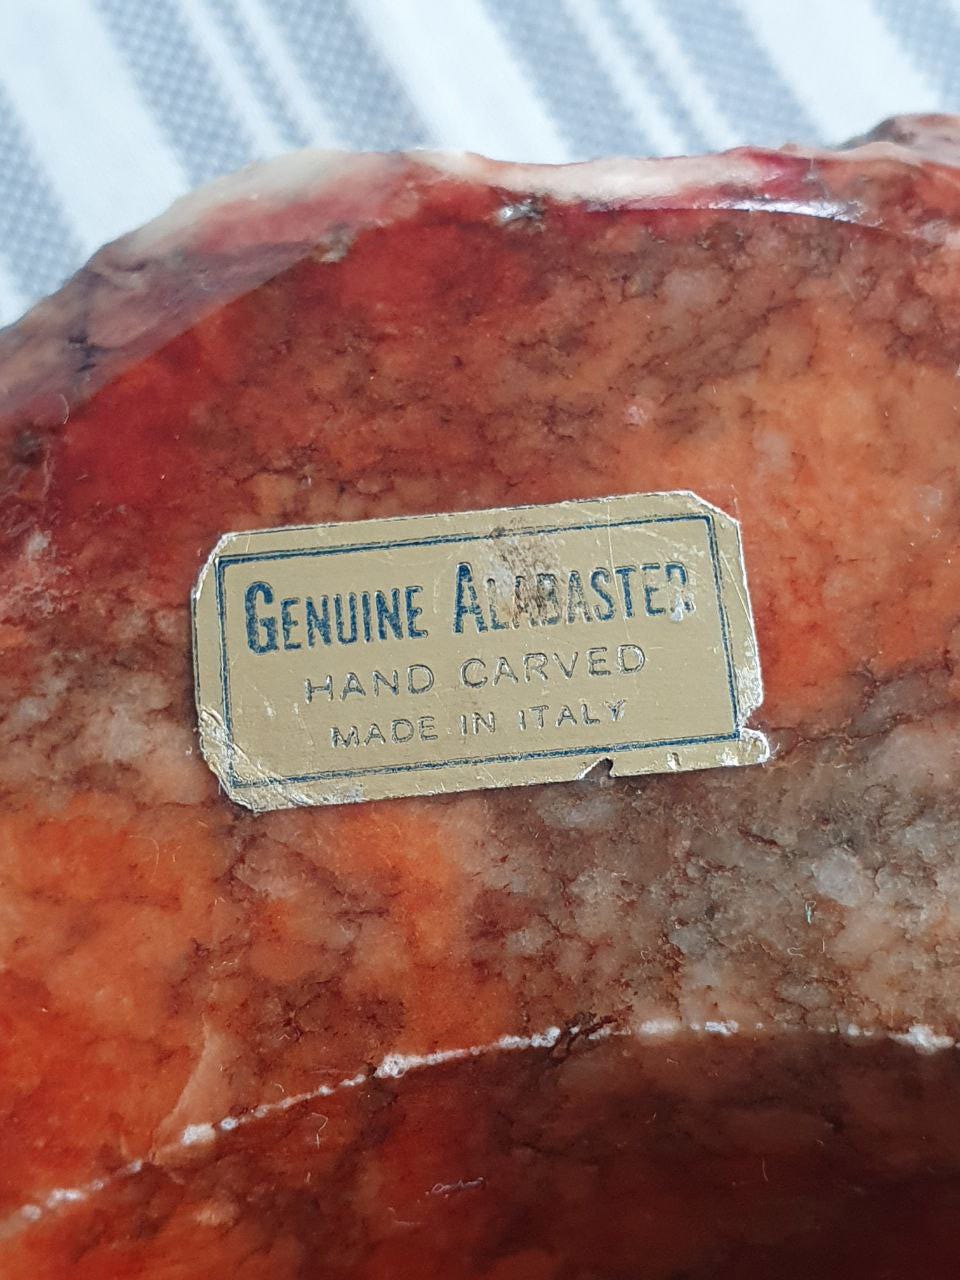 GENUINE ALABASTER
HAND CARVED
MADE IN ITALY